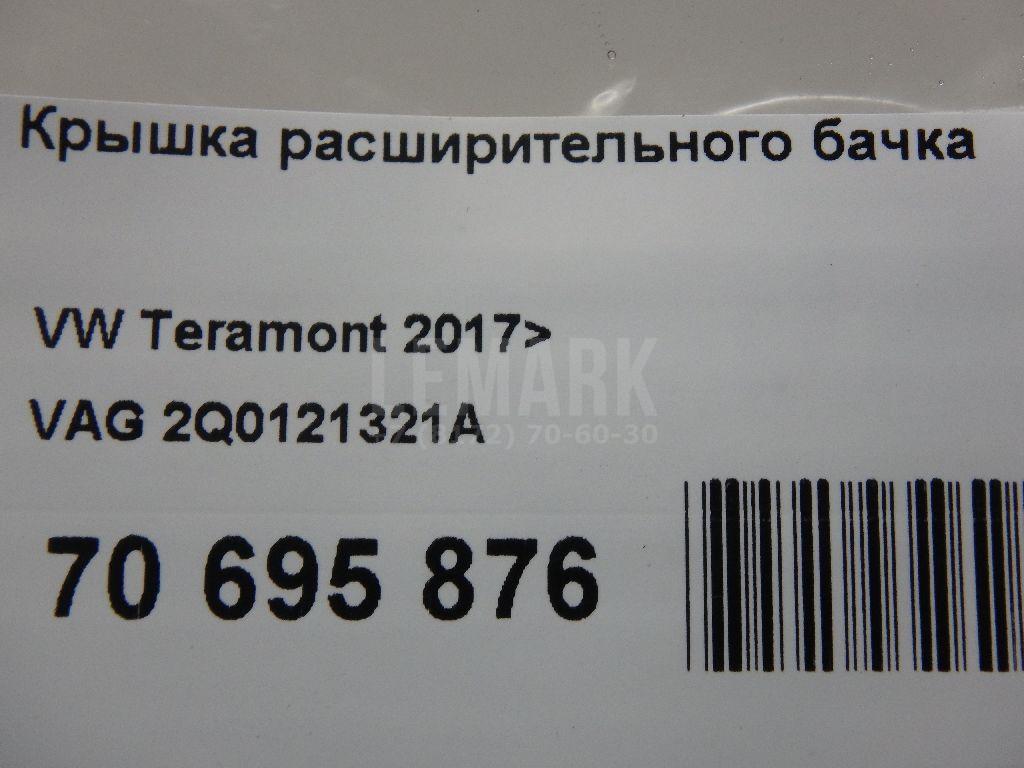 Крышка расширительного бачка
VW Teramont 2017>
LEMARK
VAG 2Q0121321A
70-60-30
70 695 876